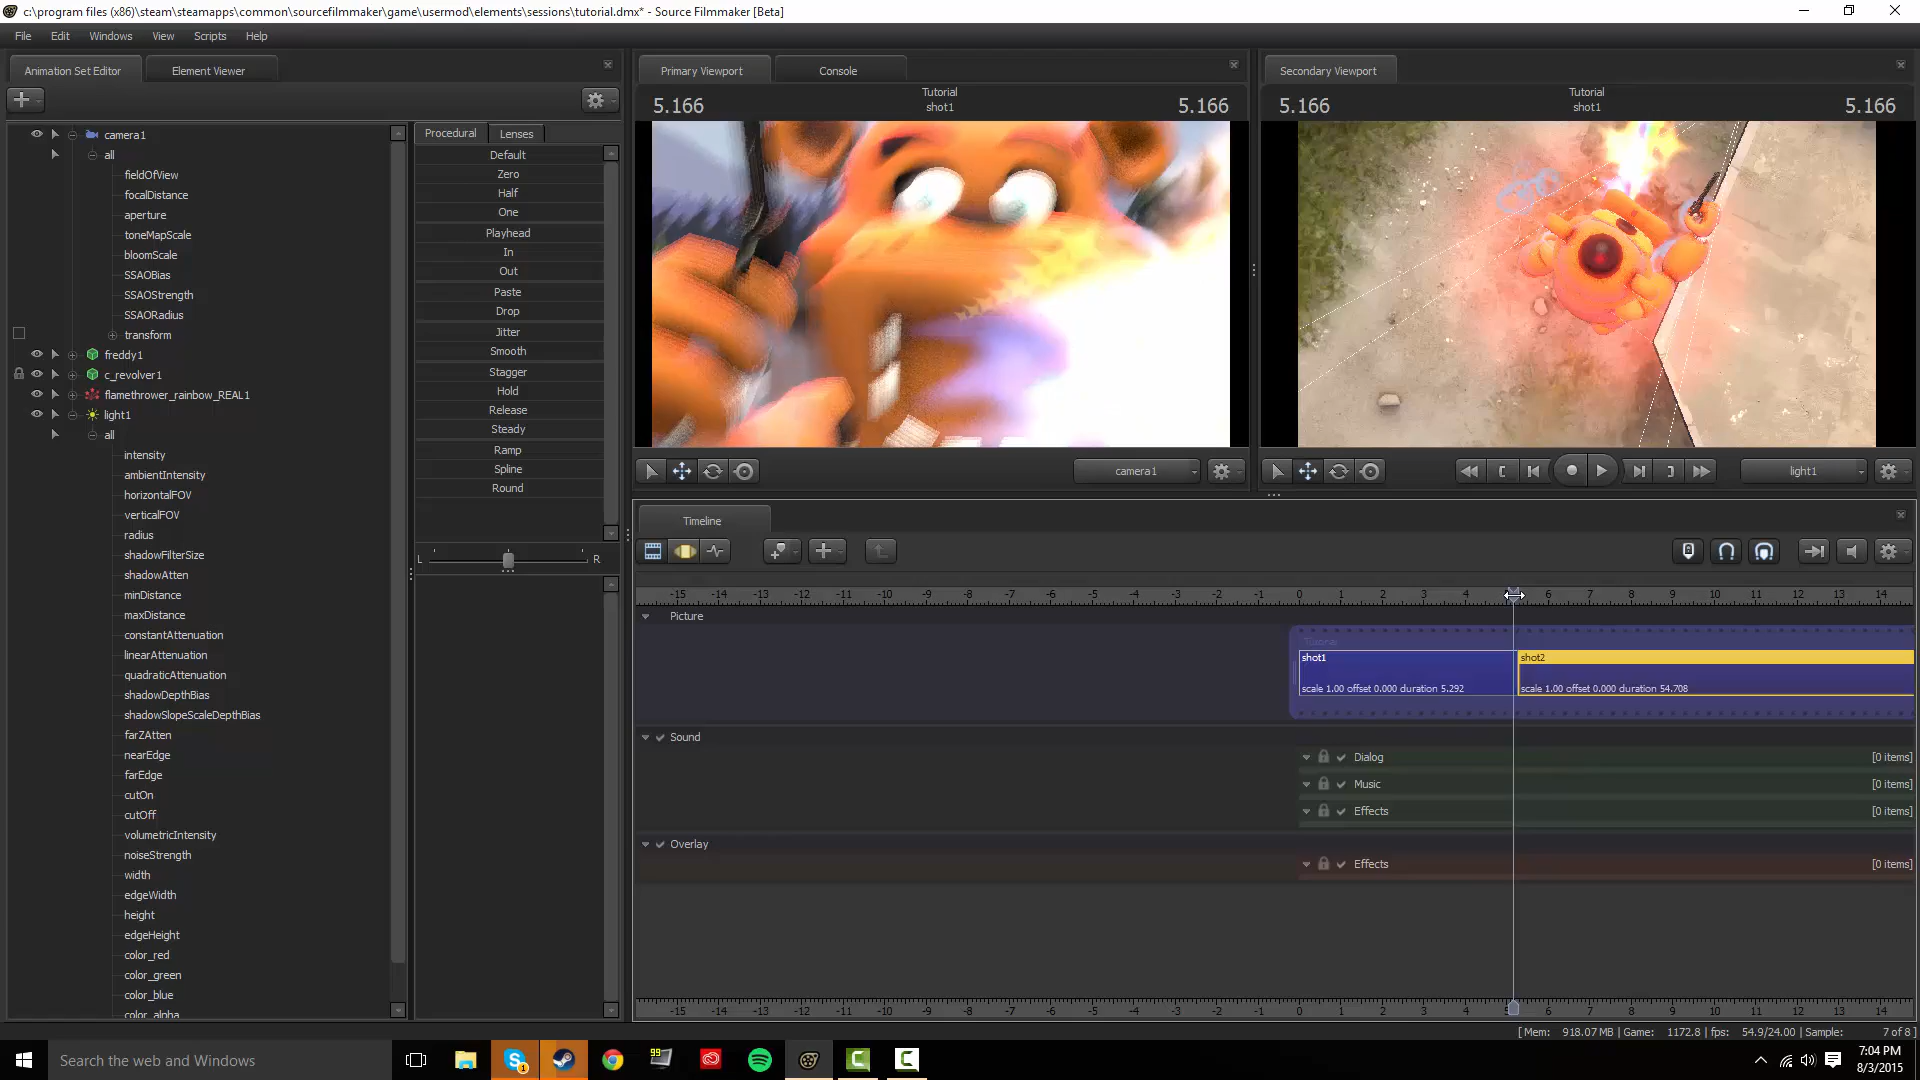 c:\program files (x86)\steam\steamapps\common\sourcefilmmaker\game\usermod\elements\sessions\tutorial.dmx* - Source Filmmaker [Beta]
File Edit Windows View Scripts Help
Animation Set Editor Element Viewer
camera1
all
fieldOfView
focalDistance
aperture
toneMapScale
bloomScale
SSAOBias
SSAOStrength
SSAORadius
transform
freddy1
c_revolver1
flamethrower_rainbow_REAL1
light1
all
intensity
ambientIntensity
horizontalFOV
verticalFOV
radius
shadowFilterSize
shadowAtten
minDistance
maxDistance
constantAttenuation
linearAttenuation
quadraticAttenuation
shadowDepthBias
shadowSlopeScaleDepthBias
farZAtten
nearEdge
farEdge
cutOn
cutOff
volumetricIntensity
noiseStrength
width
edgeWidth
height
edgeHeight
color_red
color_green
color_blue
color_alpha
Procedural Lenses
Default
Zero
Half
One
Playhead
In
Out
Paste
Drop
Jitter
Smooth
Stagger
Hold
Release
Steady
Ramp
Spline
Round
L R
Primary Viewport Console
5.166 Tutorial 5.166
shot1
camera1
Secondary Viewport
5.166 Tutorial 5.166
shot1
light1
Timeline
-15 -14 -13 -12 -11 -10 -9 -8 -7 -6 -5 -4 -3 -2 -1 0 1 2 3 4 6 7 8 9 10 11 12 13 14
Picture
Tutorial
shot1 shot2
scale 1.00 offset 0.000 duration 5.292 scale 1.00 offset 0.000 duration 54.708
Sound
Dialog [0 items]
Music [0 items]
Effects [0 items]
Overlay
Effects [0 items]
-15 -14 -13 -12 -11 -10 -9 -8 -7 -6 -5 -4 -3 -2 -1 0 1 2 3 4 6 7 8 9 10 11 12 13 14
[ Mem: 918.07 MB | Game: 1172.8 | fps: 54.9/24.00 | Sample: 7 of 8 ]
Search the web and Windows
1
99
7:04 PM
8/3/2015